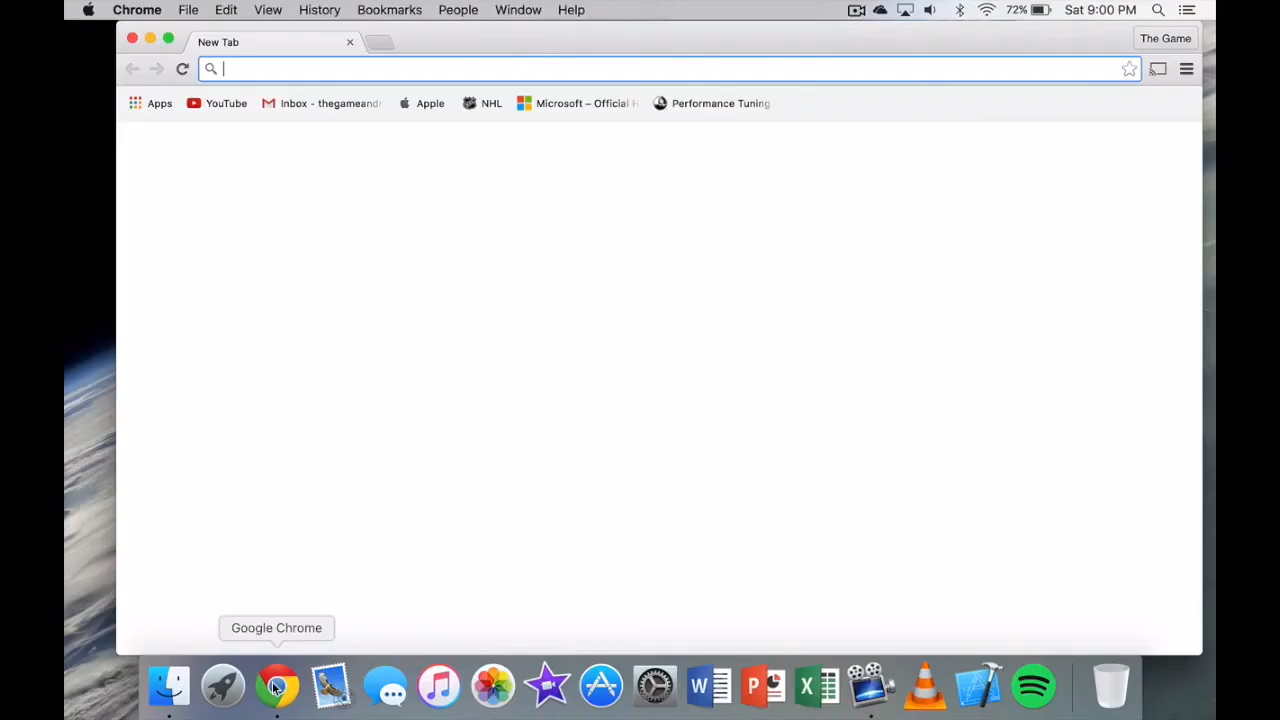 Chrome File Edit View History Bookmarks People Window Help 72% Sat 9:00 PM
New Tab The Game
Apps YouTube Inbox - thegameand Apple NHL Microsoft – Official H Performance Tuning
Google Chrome
W P X